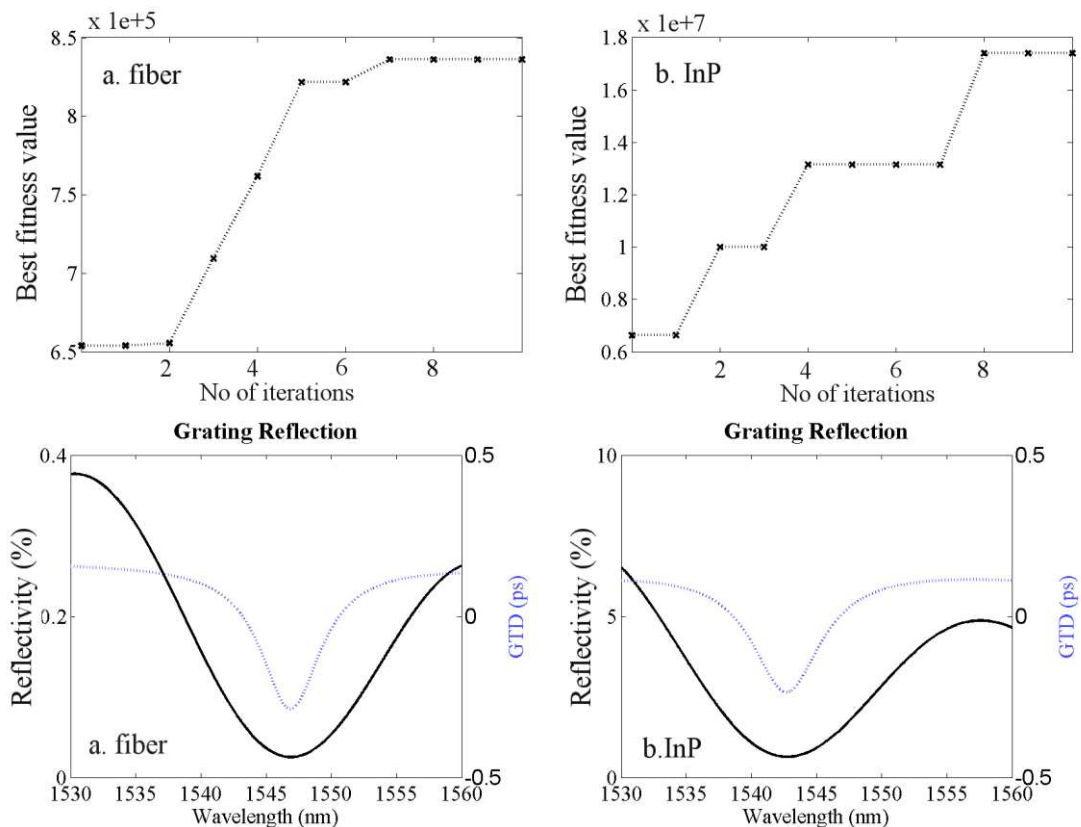 x 1e+5
8.5
8
7.5
7
6.5
Best fitness value
a. fiber
2 4 6 8
No of iterations
x 1e+7
1.8
1.6
1.4
1.2
1
0.8
0.6
Best fitness value
b. InP
2 4 6 8
No of iterations
Grating Reflection
0.4
0.2
0
Reflectivity (%)
0.5
0
-0.5
GTD (ps)
a. fiber
1530 1535 1540 1545 1550 1555 1560
Wavelength (nm)
Grating Reflection
10
5
0
Reflectivity (%)
0.5
0
-0.5
GTD (ps)
b.InP
1530 1535 1540 1545 1550 1555 1560
Wavelength (nm)